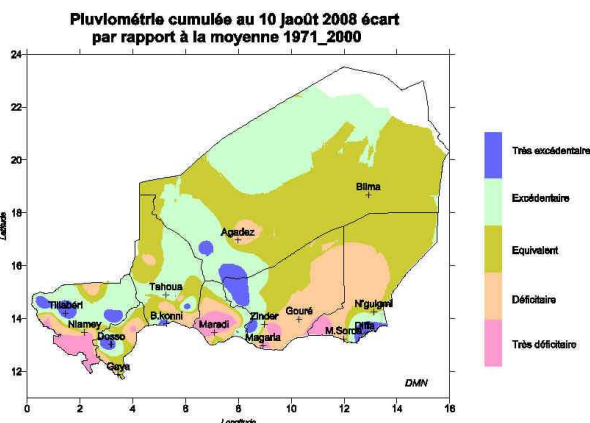 Pluviométrie cumulée au 10 jaoût 2008 écart
par rapport à la moyenne 1971_2000
24
22
20
18
16
14
12
Latitude
0 2 4 6 8 10 12 14 16
Longitude
Bilma
Agadez
Tahoua
Tillabéri
Niamey
B.konni
Dosso
Gaya
Maradi
Zinder
Magaria
Gouré
N'guigmi
M.Soroa
Diffa
DMN
Très excédentaire
Excédentaire
Equivalent
Déficitaire
Très déficitaire